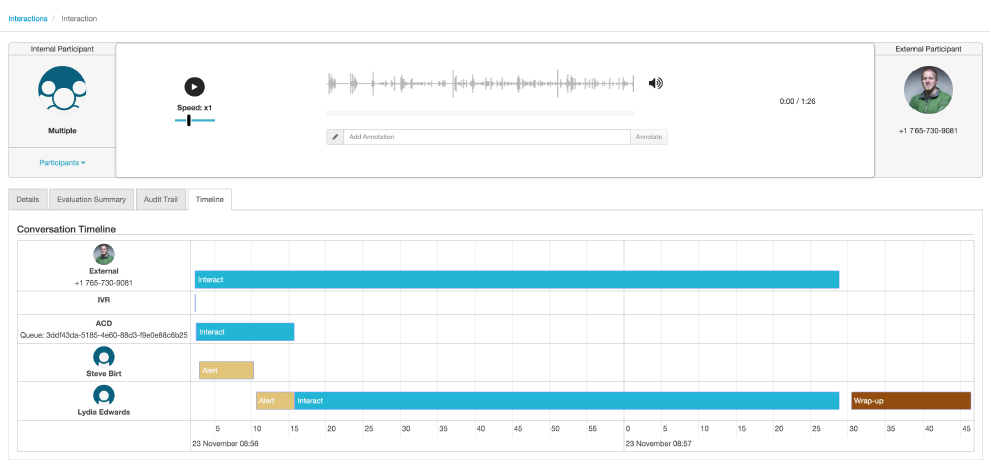 Interactions / Interaction
Internal Participant
External Participant
Speed: x1
0:00 / 1:26
Multiple
+1 765-730-9081
Add Annotation
Annotate
Participants
Details
Evaluation Summary
Audit Trail
Timeline
Conversation Timeline
External
+1 765-730-9081
Interact
IVR
ACD
Queue: 3ddf43da-5185-4e60-88d3-f9e0e88c6b25
Interact
Steve Birt
Alert
Lydia Edwards
Alert
Interact
Wrap-up
5 10 15 20 25 30 35 40 45 50 55 0 5 10 15 20 25 30 35 40 45
23 November 08:56
23 November 08:57